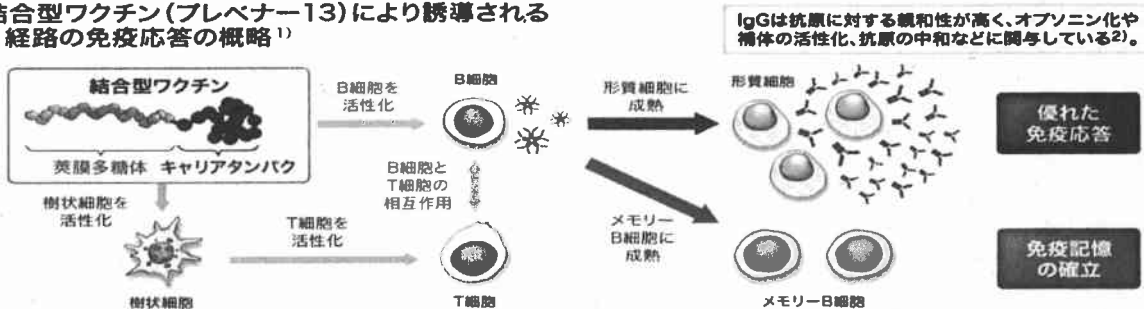 結合型ワクチン(プレベナー13)により誘導される
経路の免疫応答の概略1)
IgGは抗原に対する親和性が高く、オプソニン化や
補体の活性化、抗原の中和などに関与している2)。
結合型ワクチン
莢膜多糖体
キャリアタンパク
B細胞を
活性化
B細胞
形質細胞に
成熟
形質細胞
優れた
免疫応答
樹状細胞を
活性化
樹状細胞
T細胞を
活性化
B細胞と
T細胞の
相互作用
T細胞
メモリー
B細胞に
成熟
メモリーB細胞
免疫記憶
の確立